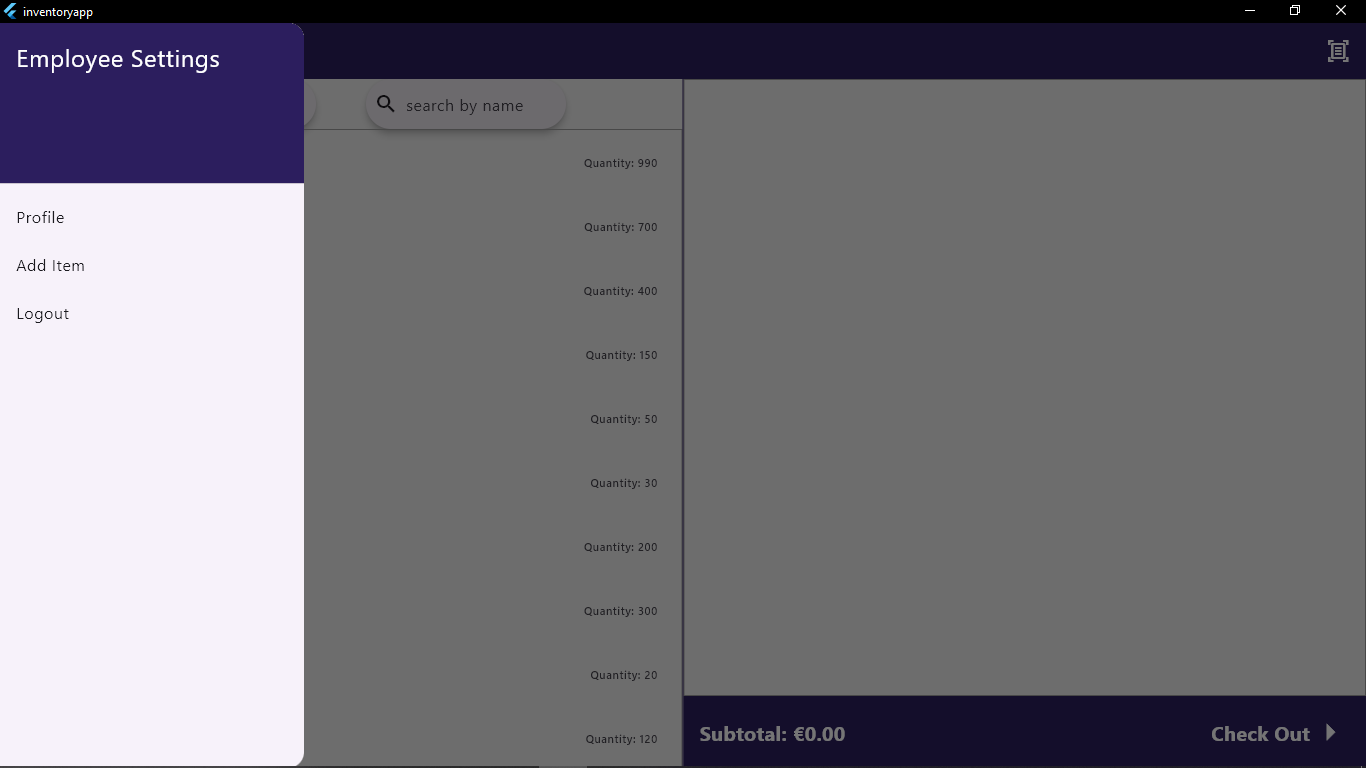 inventoryapp
Employee Settings
Profile
Add Item
Logout
search by name
Quantity: 990
Quantity: 700
Quantity: 400
Quantity: 150
Quantity: 50
Quantity: 30
Quantity: 200
Quantity: 300
Quantity: 20
Quantity: 120
Subtotal: €0.00
Check Out